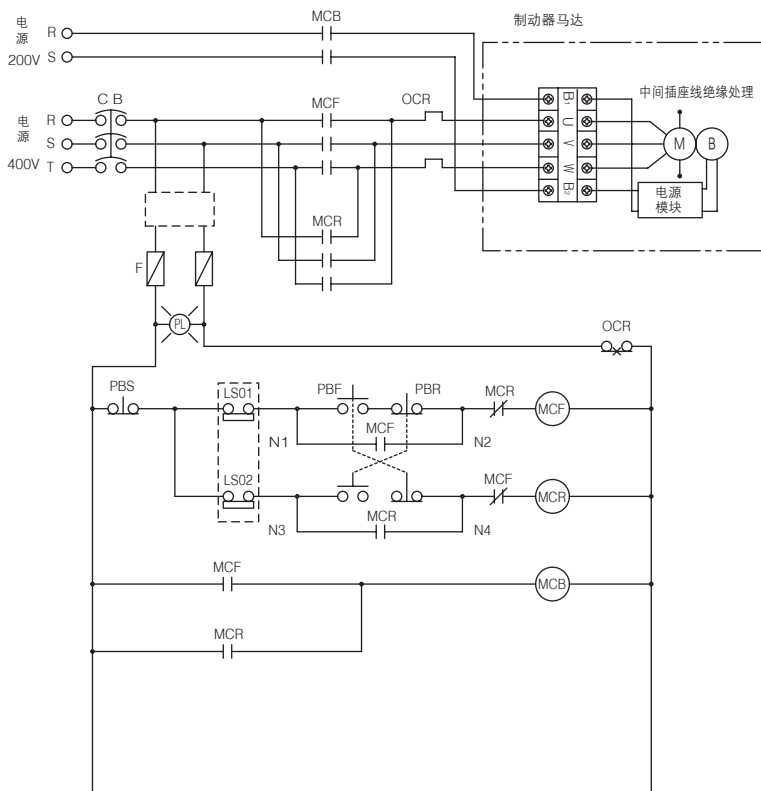 MCB
制动器马达
电
源
R
200V
S
中间插座线绝缘处理
C B
MCF
OCR
电
源
R
S
400V
T
B1
U
V
W
B2
M
B
电源
模块
MCR
F
PL
OCR
PBS
LS01
PBF
PBR
MCR
MCF
MCF
N1
N2
LS02
MCF
MCR
MCR
N3
N4
MCF
MCB
MCR